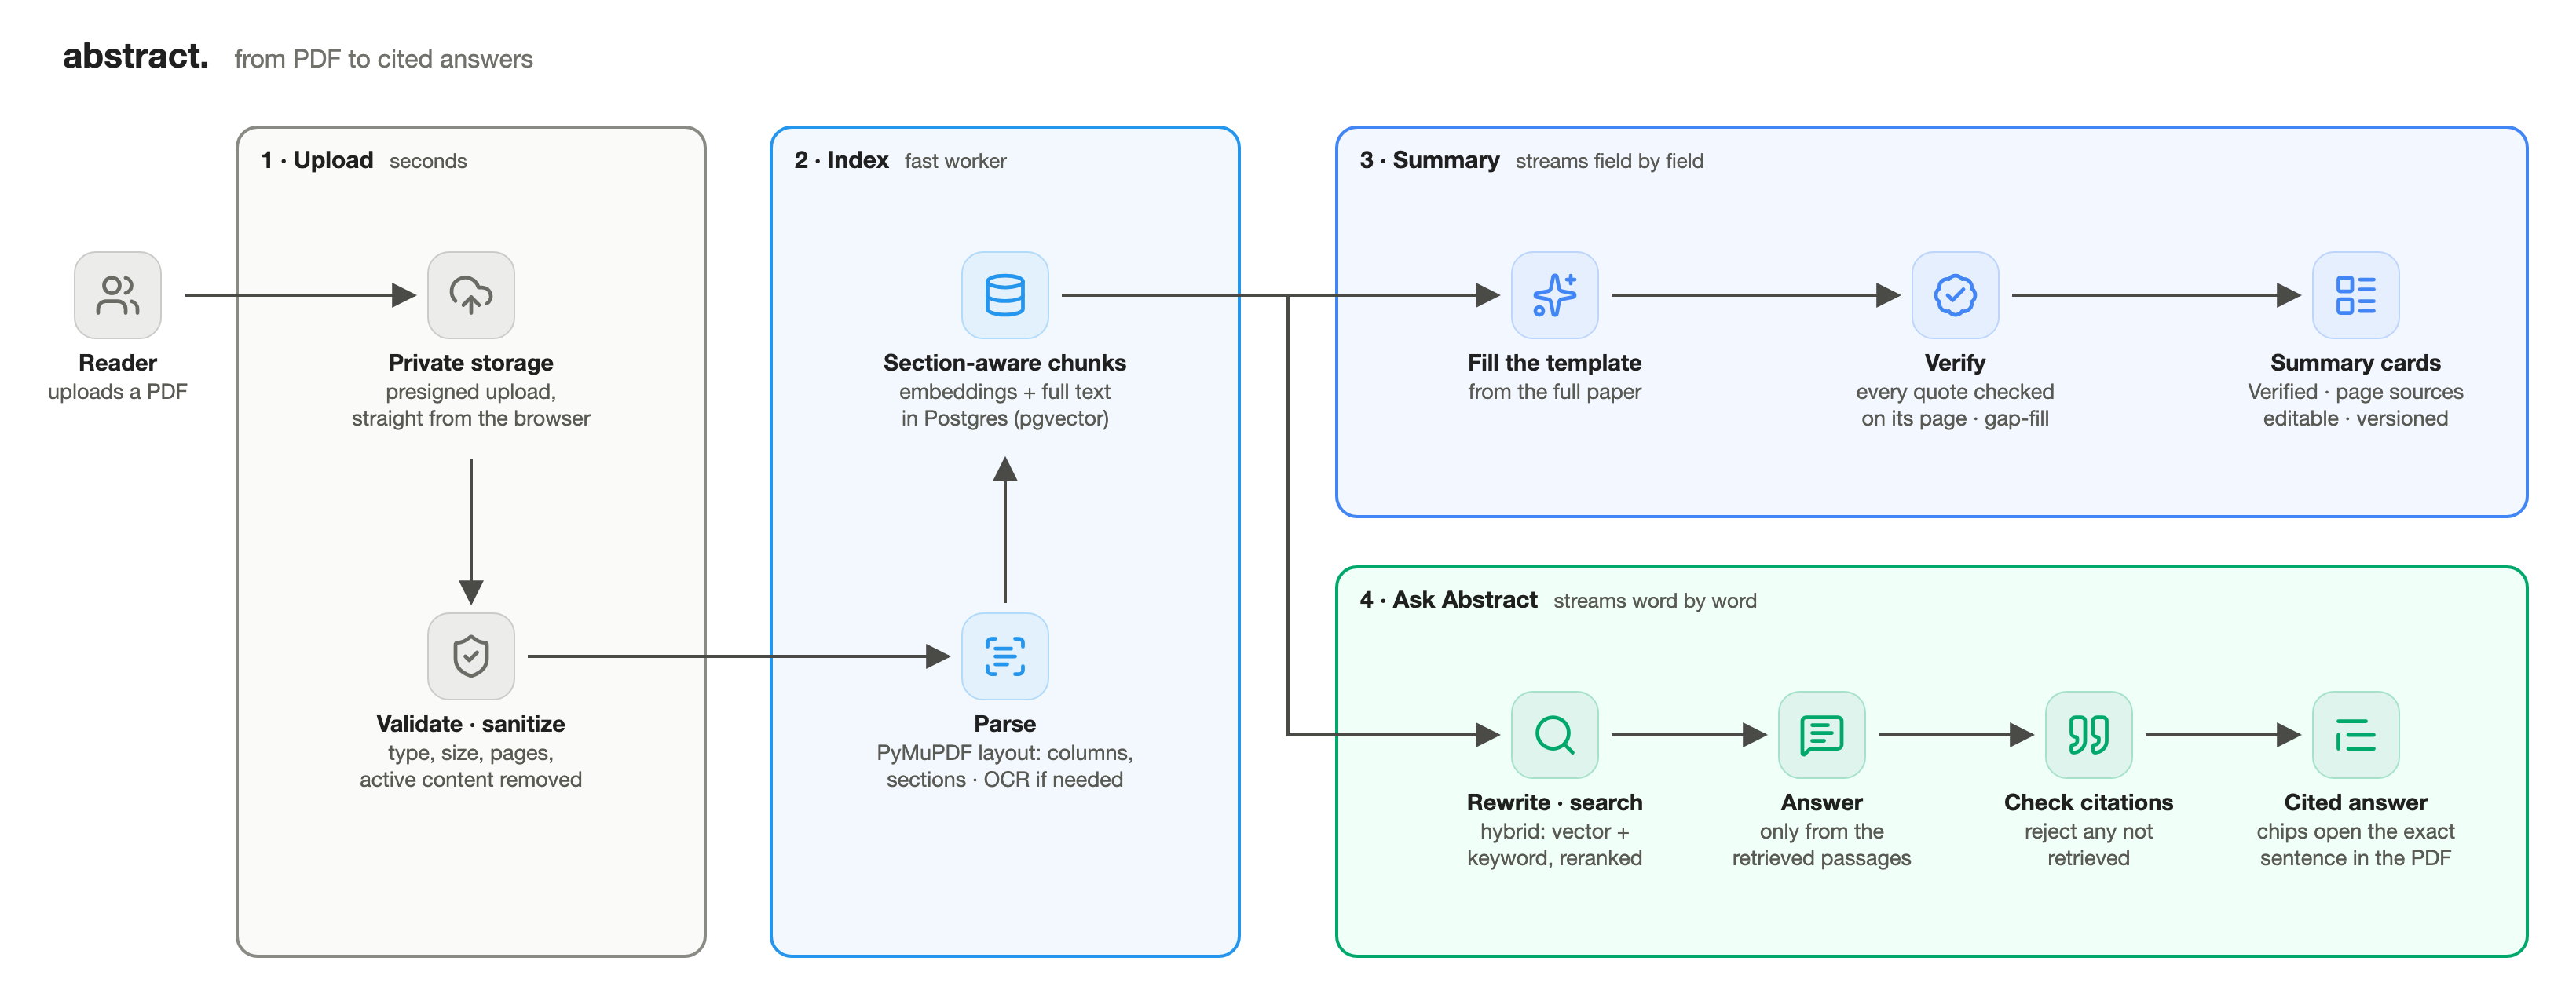 abstract. from PDF to cited answers
Reader
uploads a PDF
1 · Upload seconds
Private storage
presigned upload,
straight from the browser
Validate · sanitize
type, size, pages,
active content removed
2 · Index fast worker
Section-aware chunks
embeddings + full text
in Postgres (pgvector)
Parse
PyMuPDF layout: columns,
sections · OCR if needed
3 · Summary streams field by field
Fill the template
from the full paper
Verify
every quote checked
on its page · gap-fill
Summary cards
Verified · page sources
editable · versioned
4 · Ask Abstract streams word by word
Rewrite · search
hybrid: vector +
keyword, reranked
Answer
only from the
retrieved passages
Check citations
reject any not
retrieved
Cited answer
chips open the exact
sentence in the PDF